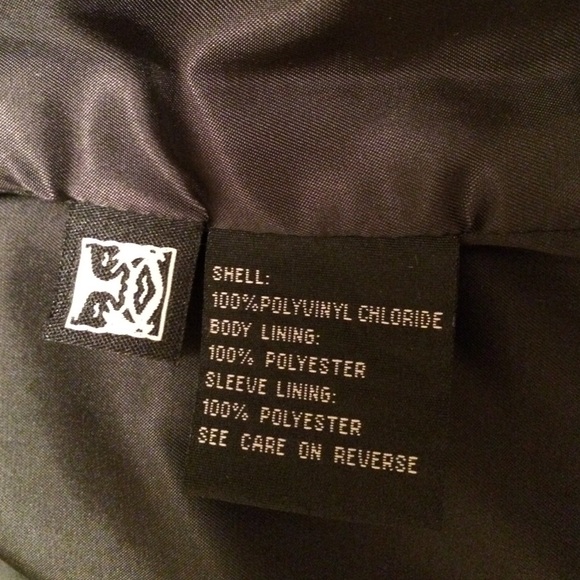 SHELL:
100%POLYVINYL CHLORIDE
BODY LINING:
100% POLYESTER
SLEEVE LINING:
100% POLYESTER
SEE CARE ON REVERSE